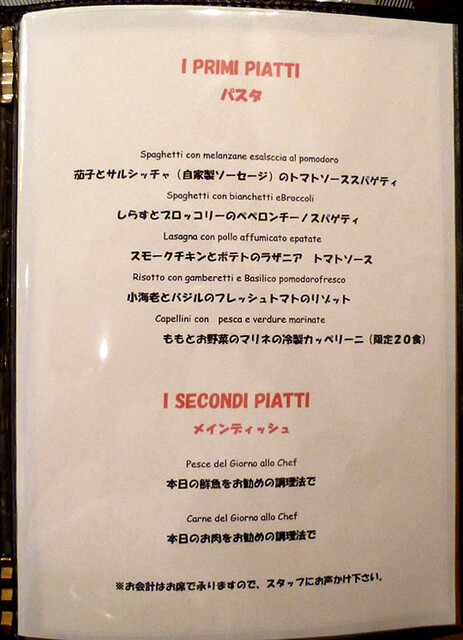 I PRIMI PIATTI
パスタ
Spaghetti con melanzane esalsccia al pomodoro
茄子とサルシッチャ（自家製ソーセージ）のトマトソーススパゲティ
Spaghetti con bianchetti eBroccoli
しらすとブロッコリーのペペロンチーノスパゲティ
Lasagna con pollo affumicato epatate
スモークチキンとポテトのラザニア　トマトソース
Risotto con gamberetti e Basilico pomodorofresco
小海老とバジルのフレッシュトマトのリゾット
Capellini con　pesca e verdure marinate
ももとお野菜のマリネの冷製カッペリーニ（限定２０食）
I SECONDI PIATTI
メインディッシュ
Pesce del Giorno allo Chef
本日の鮮魚をお勧めの調理法で
Carne del Giorno allo Chef
本日のお肉をお勧めの調理法で
※お会計はお席で承りますので、スタッフにお声かけ下さい。